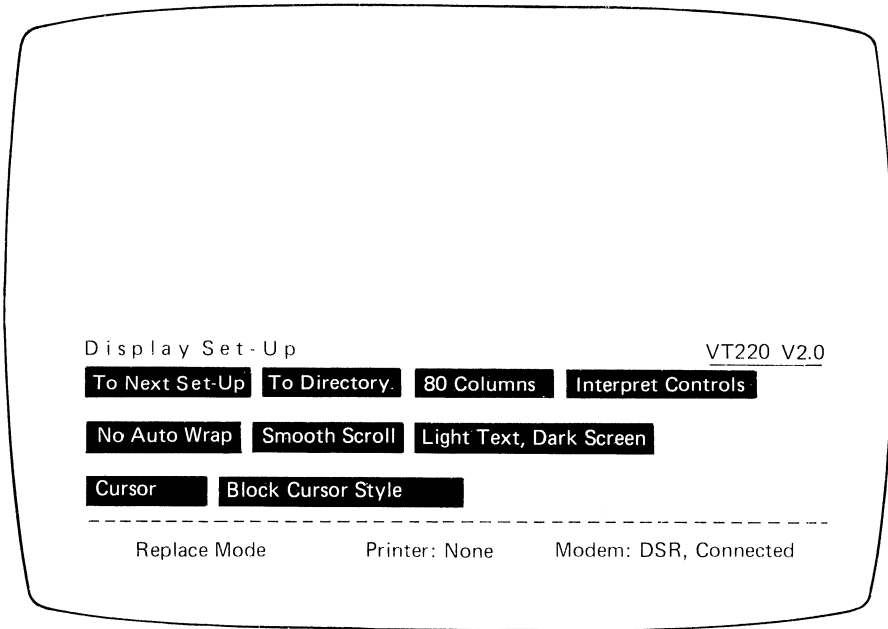 Display Set-Up VT220 V2.0
To Next Set-Up To Directory. 80 Columns Interpret Controls
No Auto Wrap Smooth Scroll Light Text, Dark Screen
Cursor Block Cursor Style
Replace Mode Printer: None Modem: DSR, Connected